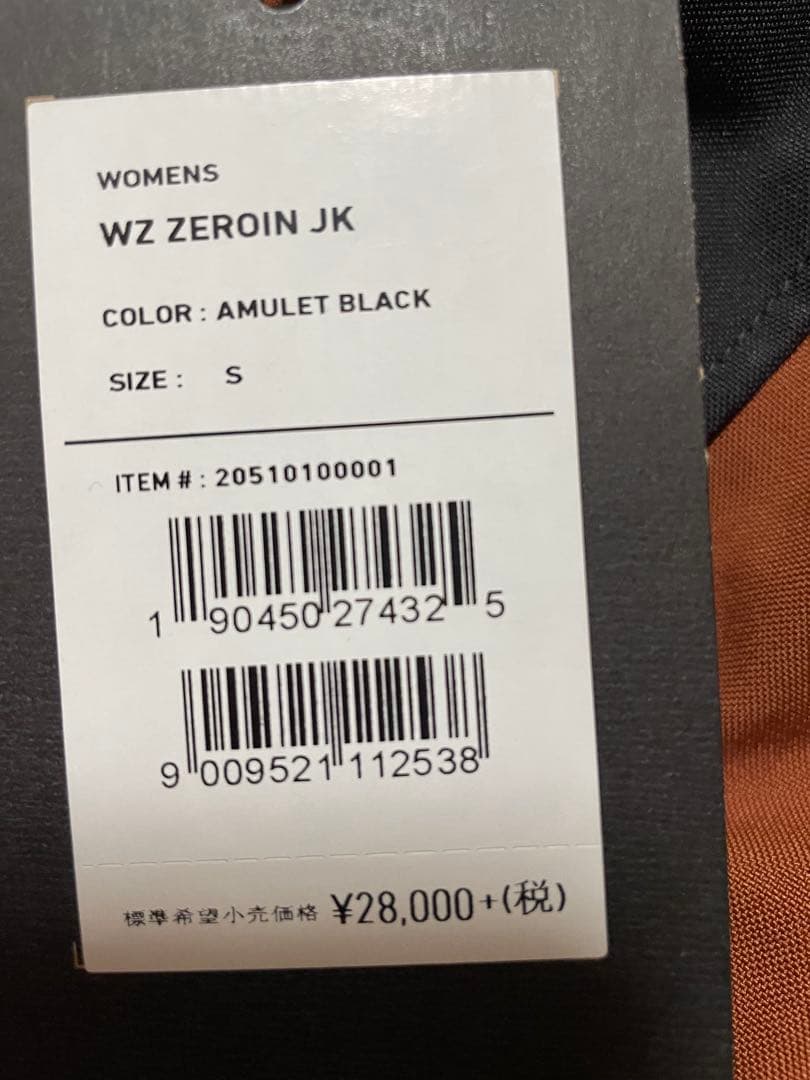 WOMENS
WZ ZEROIN JK
COLOR : AMULET BLACK
SIZE : S
ITEM # : 20510100001
1 90450 27432 5
9 009521 112538
標準希望小売価格 ¥28,000+(税)